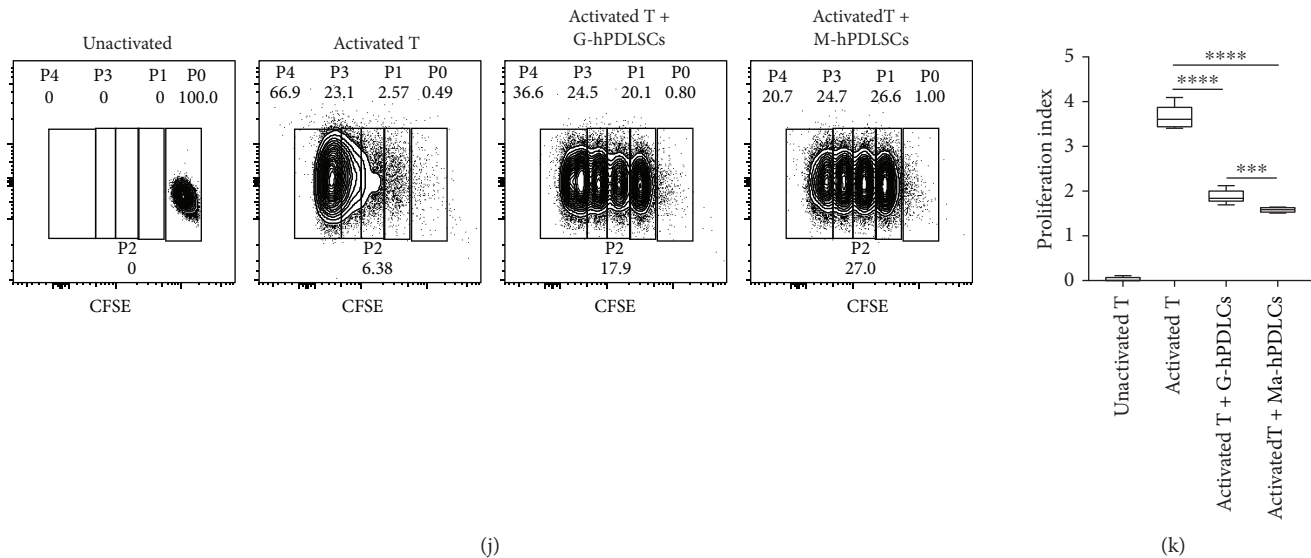 Unactivated
P4 P3 P1 P0
0 0 0 100.0
P2
0
CFSE
Activated T
P4 P3 P1 P0
66.9 23.1 2.57 0.49
P2
6.38
CFSE
Activated T +
G-hPDLSCs
P4 P3 P1 P0
36.6 24.5 20.1 0.80
P2
17.9
CFSE
ActivatedT +
M-hPDLSCs
P4 P3 P1 P0
20.7 24.7 26.6 1.00
P2
27.0
CFSE
(j)
Proliferation index
5
4
3
2
1
0
****
****
***
Unactivated T
Activated T
Activated T + G-hPDLCs
ActivatedT + Ma-hPDLCs
(k)